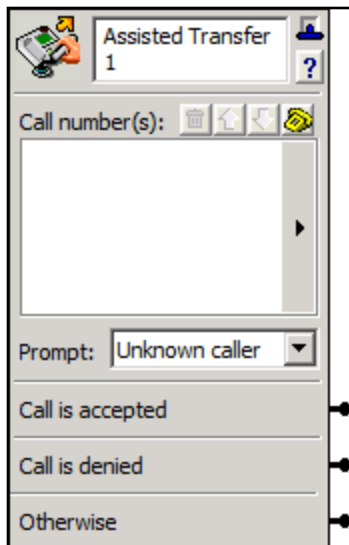 Assisted Transfer
1
?
Call number(s):
Prompt: Unknown caller
Call is accepted
Call is denied
Otherwise